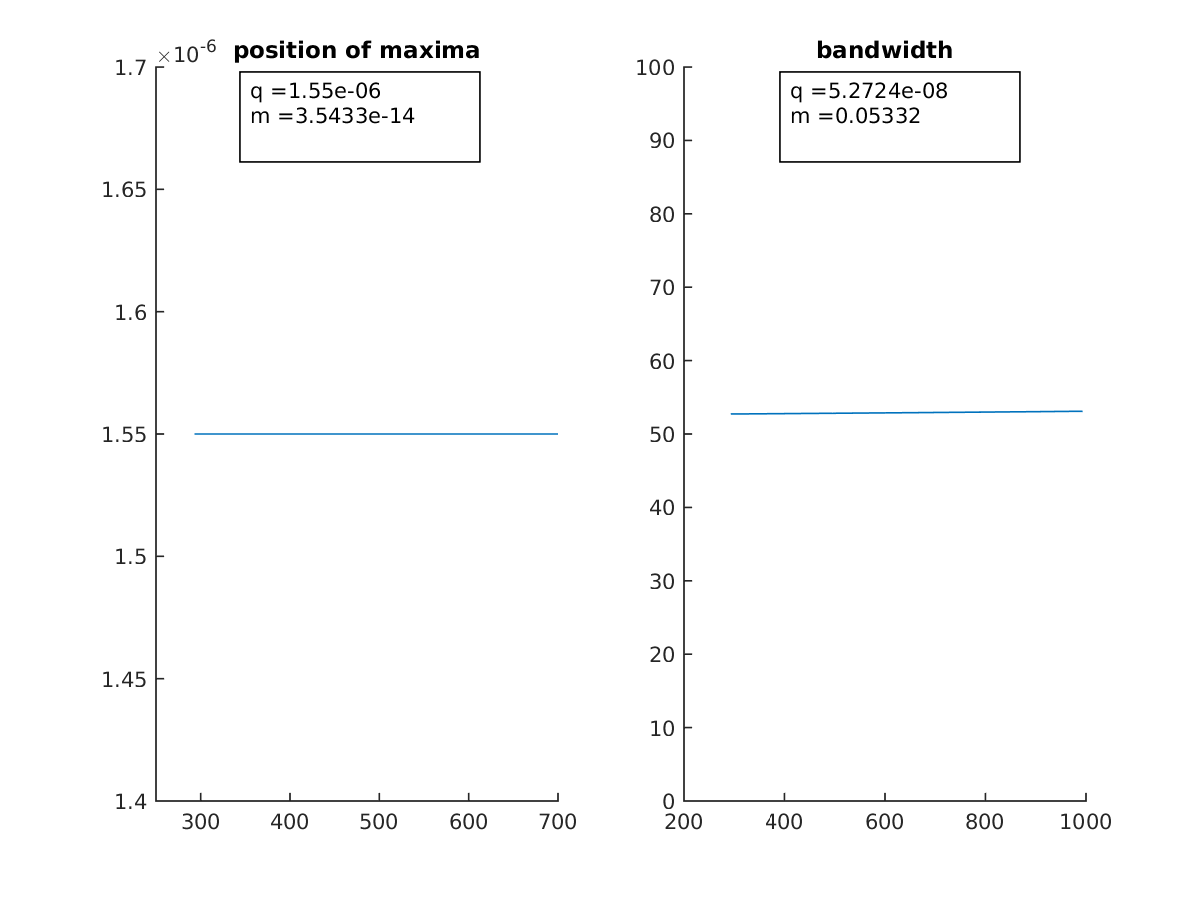 ×10-6
position of maxima
q =1.55e-06
m =3.5433e-14
1.7
1.65
1.6
1.55
1.5
1.45
1.4
300 400 500 600 700
bandwidth
q =5.2724e-08
m =0.05332
100
90
80
70
60
50
40
30
20
10
0
200 400 600 800 1000